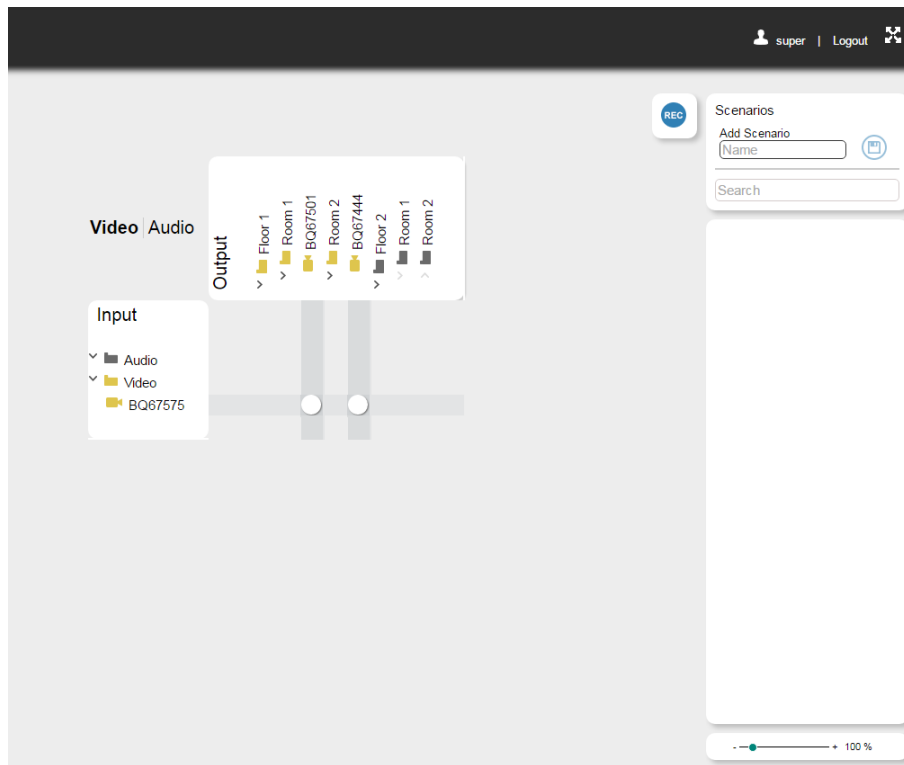 super | Logout
REC
Scenarios
Add Scenario
Name
Search
Video Audio
Output
Floor 1
Room 1
BQ67501
Room 2
BQ67444
Floor 2
Room 1
Room 2
Input
Audio
Video
BQ67575
- + 100 %